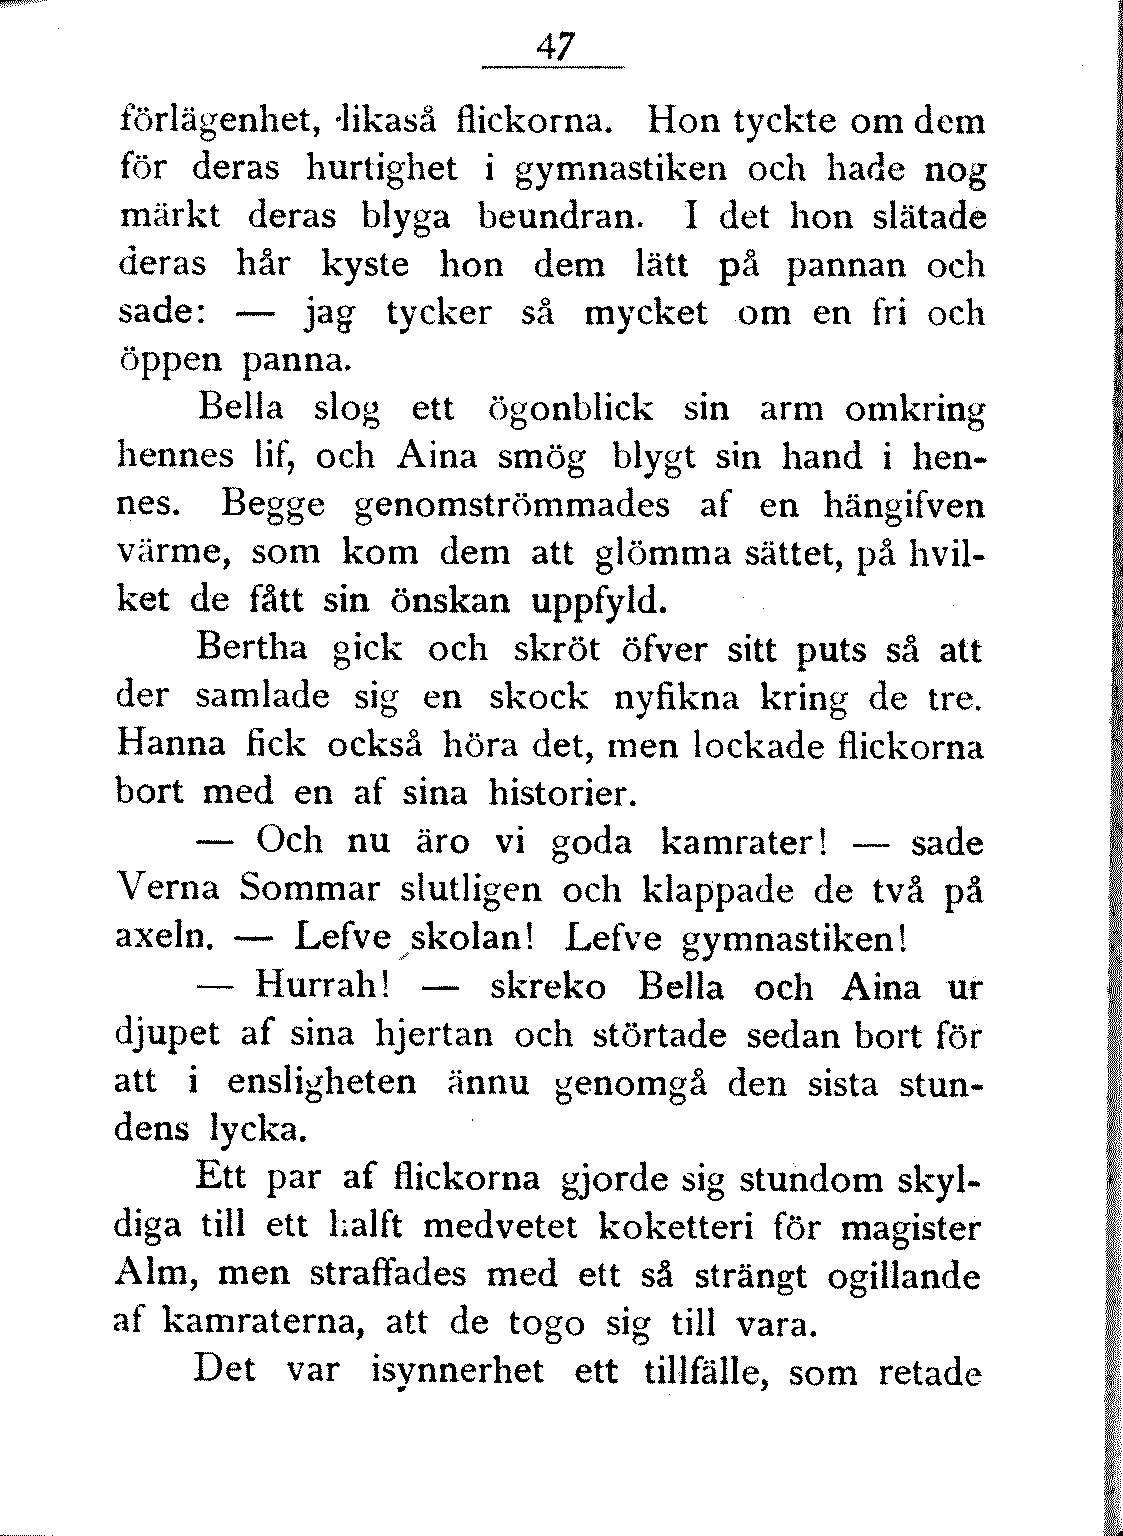 47
förlägenhet, likaså flickorna. Hon tyckte om dem
för deras hurtighet i gymnastiken och hade nog
märkt deras blyga beundran. I det hon slätade
deras hår kyste hon dem lätt på pannan och
sade: — jag tycker så mycket om en fri och
öppen panna.
Bella slog ett ögonblick sin arm omkring
hennes lif, och Aina smög blygt sin hand i hen-
nes. Begge genomströmmades af en hängifven
värme, som kom dem att glömma sättet, på hvil-
ket de fått sin önskan uppfyld.
Bertha gick och skröt öfver sitt puts så att
der samlade sig en skock nyfikna kring de tre.
Hanna fick också höra det, men lockade flickorna
bort med en af sina historier.
— Och nu äro vi goda kamrater! — sade
Verna Sommar slutligen och klappade de två på
axeln. — Lefve skolan! Lefve gymnastiken!
— Hurrah! — skreko Bella och Aina ur
djupet af sina hjertan och störtade sedan bort för
att i ensligheten ännu genomgå den sista stun-
dens lycka.
Ett par af flickorna gjorde sig stundom skyl-
diga till ett halft medvetet koketteri för magister
Alm, men straffades med ett så strängt ogillande
af kamraterna, att de togo sig till vara.
Det var isynnerhet ett tillfälle, som retade